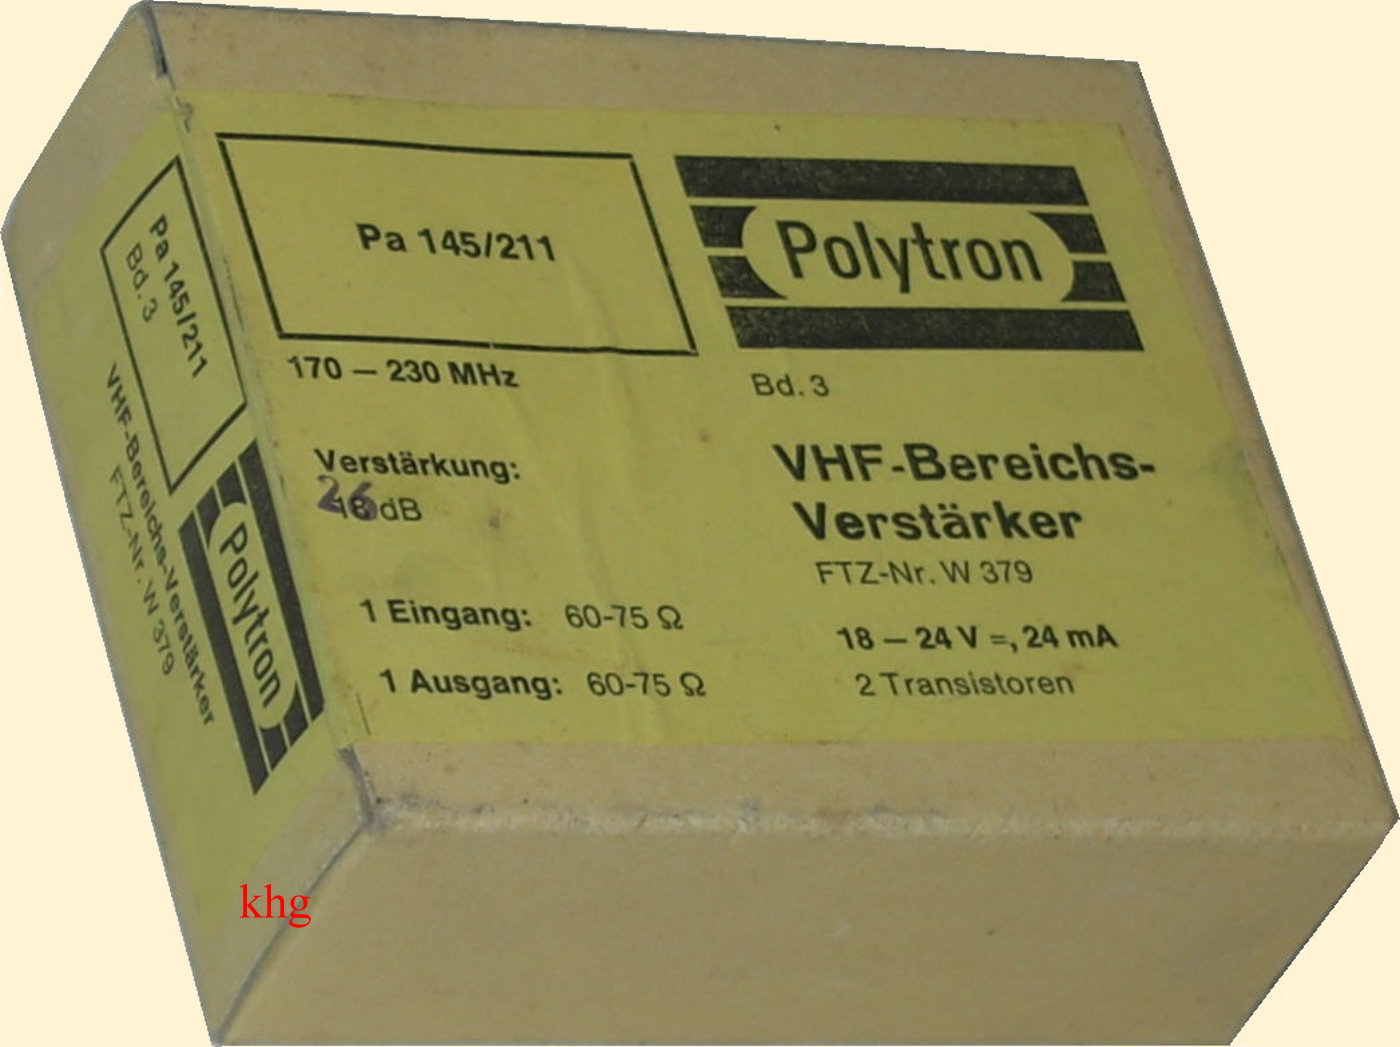 Pa 145/211
Polytron
170 – 230 MHz
Bd. 3
Verstärkung:
26
dB
VHF-Bereichs-
Verstärker
FTZ-Nr. W 379
1 Eingang: 60-75 Ω
18 – 24 V =, 24 mA
1 Ausgang: 60-75 Ω
2 Transistoren
Pa 145/211
Bd. 3
VHF-Bereichs-Verstärker
FTZ-Nr. W 379
Polytron
khg